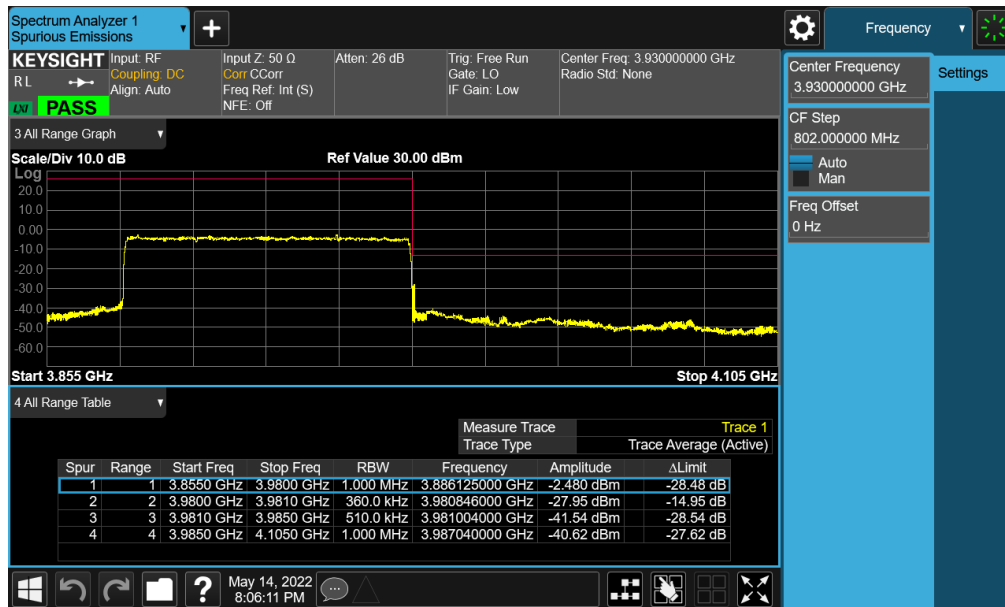 Spectrum Analyzer 1
Spurious Emissions
Frequency
KEYSIGHT
RL
LXI
PASS
Input: RF
Coupling: DC
Align: Auto
Input Z: 50 Ω
Corr CCorr
Freq Ref: Int (S)
NFE: Off
Atten: 26 dB
Trig: Free Run
Gate: LO
IF Gain: Low
Center Freq: 3.930000000 GHz
Radio Std: None
Center Frequency
3.930000000 GHz
Settings
CF Step
802.000000 MHz
Auto
Man
Freq Offset
0 Hz
3 All Range Graph
Scale/Div 10.0 dB
Ref Value 30.00 dBm
Log
20.0
10.0
0.00
-10.0
-20.0
-30.0
-40.0
-50.0
-60.0
Start 3.855 GHz
Stop 4.105 GHz
4 All Range Table
Measure Trace Trace 1
Trace Type Trace Average (Active)
Spur Range Start Freq Stop Freq RBW Frequency Amplitude ΔLimit
1 1 3.8550 GHz 3.9800 GHz 1.000 MHz 3.886125000 GHz -2.480 dBm -28.48 dB
2 2 3.9800 GHz 3.9810 GHz 360.0 kHz 3.980846000 GHz -27.95 dBm -14.95 dB
3 3 3.9810 GHz 3.9850 GHz 510.0 kHz 3.981004000 GHz -41.54 dBm -28.54 dB
4 4 3.9850 GHz 4.1050 GHz 1.000 MHz 3.987040000 GHz -40.62 dBm -27.62 dB
?
May 14, 2022
8:06:11 PM